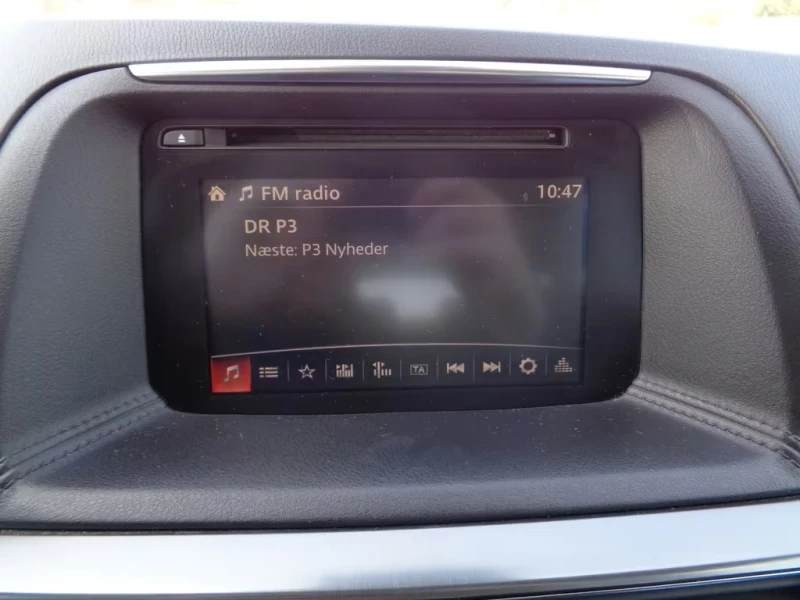 FM radio 10:47
DR P3
Næste: P3 Nyheder
TA